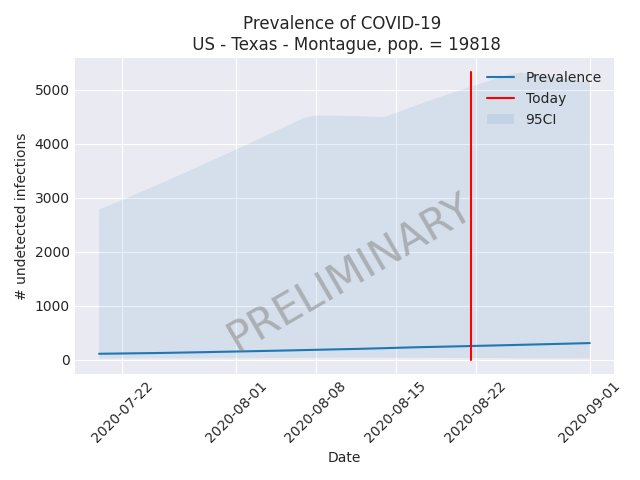 Prevalence of COVID-19
US - Texas - Montague, pop. = 19818
Prevalence
Today
95CI
5000
4000
3000
2000
1000
0
# undetected infections
PRELIMINARY
2020-07-22
2020-08-01
2020-08-08
2020-08-15
2020-08-22
2020-09-01
Date